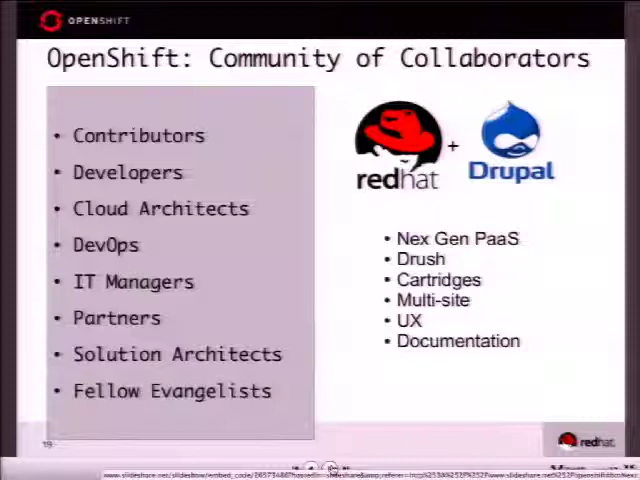 OPENSHIFT
OpenShift: Community of Collaborators
• Contributors
• Developers
• Cloud Architects
• DevOps
• IT Managers
• Partners
• Solution Architects
• Fellow Evangelists
redhat
+
Drupal
• Nex Gen PaaS
• Drush
• Cartridges
• Multi-site
• UX
• Documentation
19
redhat